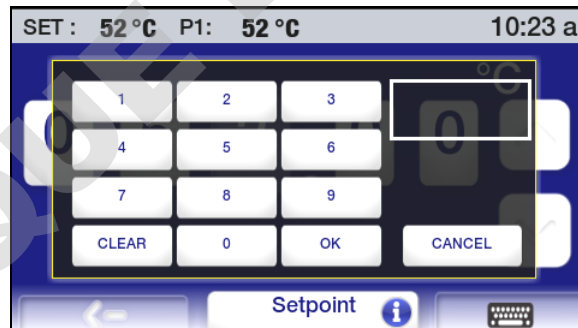 SET : 52 °C P1: 52 °C 10:23 a
°C
1 2 3
4 5 6
7 8 9
CLEAR 0 OK CANCEL
Setpoint